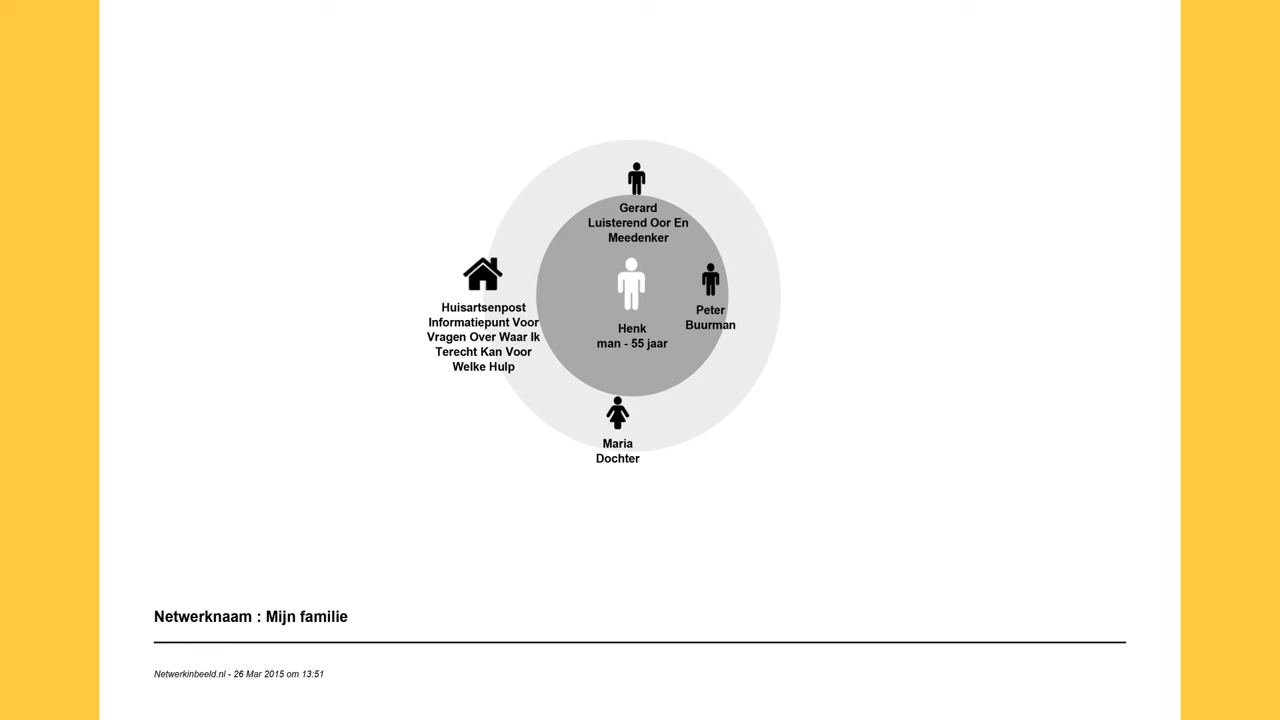 Gerard
Luisterend Oor En
Meedenker
Huisartsenpost
Informatiepunt Voor
Vragen Over Waar Ik
Terecht Kan Voor
Welke Hulp
Henk
man - 55 jaar
Peter
Buurman
Maria
Dochter
Netwerknaam : Mijn familie
Netwerkinbeeld.nl - 26 Mar 2015 om 13:51